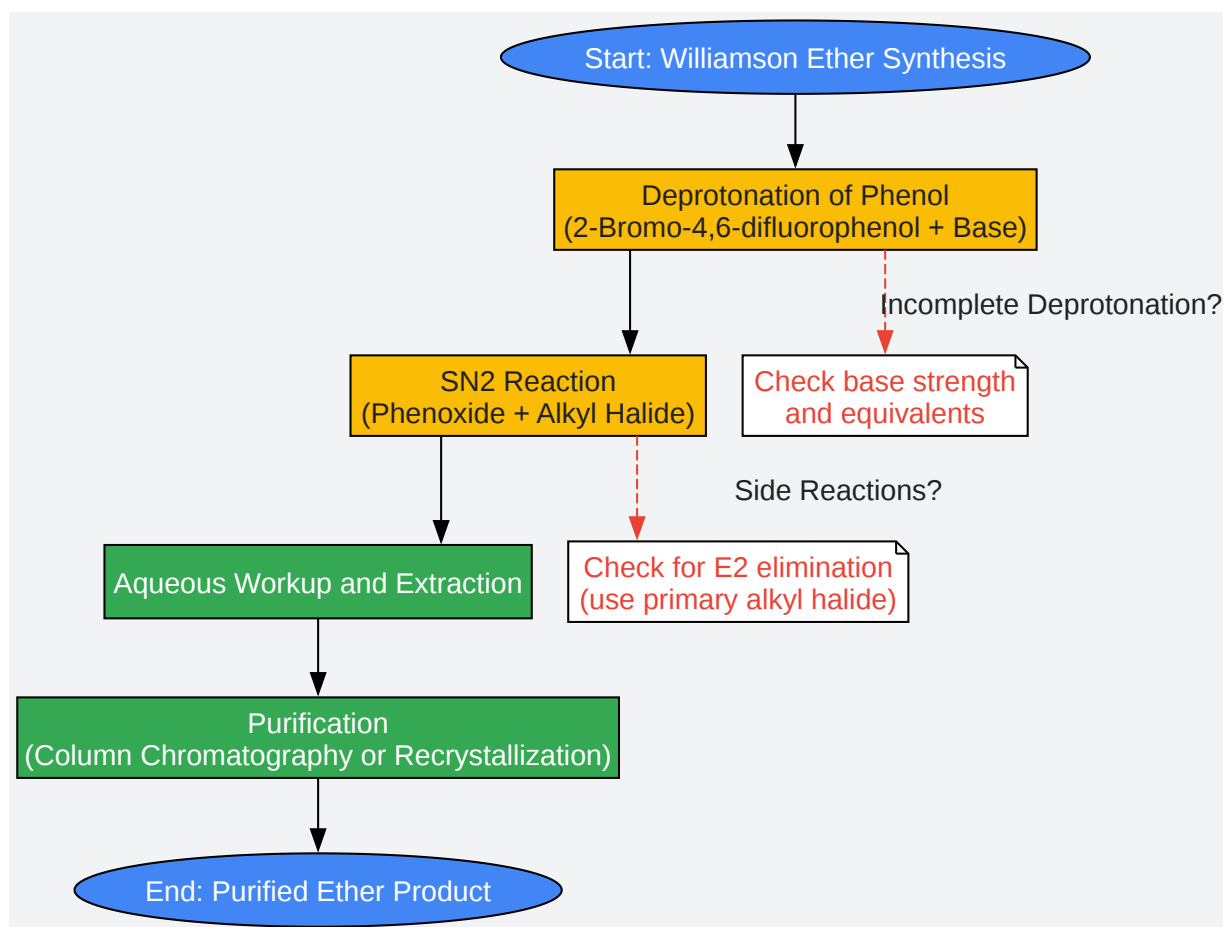 Start: Williamson Ether Synthesis
Deprotonation of Phenol
(2-Bromo-4,6-difluorophenol + Base)
Incomplete Deprotonation?
SN2 Reaction
(Phenoxide + Alkyl Halide)
Check base strength
and equivalents
Side Reactions?
Aqueous Workup and Extraction
Check for E2 elimination
(use primary alkyl halide)
Purification
(Column Chromatography or Recrystallization)
End: Purified Ether Product